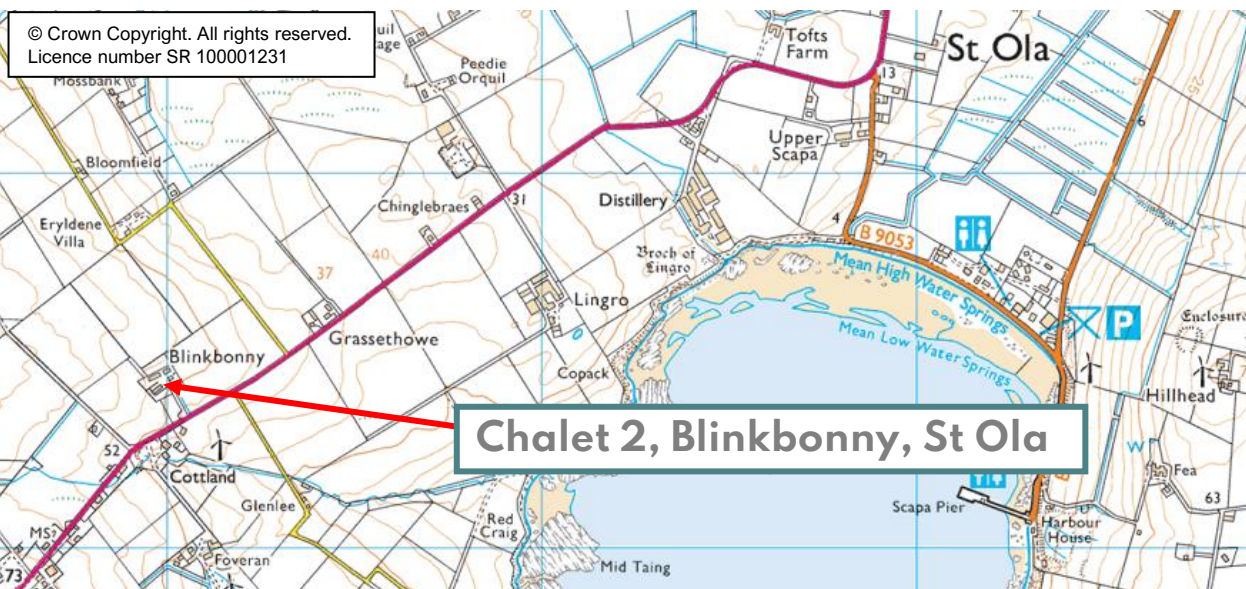 © Crown Copyright. All rights reserved.
Licence number SR 100001231
Mossbank
Peedie
Orquil
Tofts
Farm
St Ola
13
25
6
Bloomfield
Upper
Scapa
Chinglebraes
31
Distillery
4
B 9053
Eryldene
Villa
40
37
Broch of
Lingro
Mean High Water Springs
Lingro
Mean Low Water Springs
P
Enclosure
Grassethowe
Blinkbonny
Copack
Hillhead
Chalet 2, Blinkbonny, St Ola
52
W
Cottland
Fea
Glenlee
Scapa Pier
63
Red
Craig
Harbour
House
MS
Foveran
Mid Taing
73